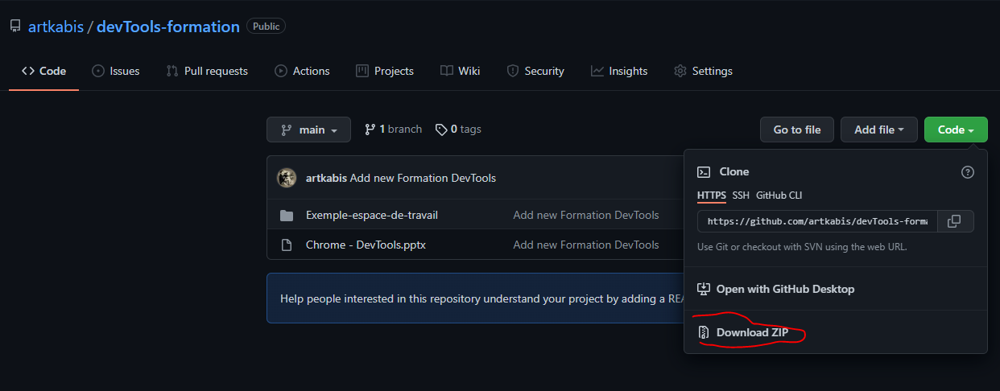 artkabis / devTools-formation Public
Code Issues Pull requests Actions Projects Wiki Security Insights Settings
main 1 branch 0 tags Go to file Add file Code
artkabis Add new Formation DevTools
Exemple-espace-de-travail Add new Formation DevTools
Chrome - DevTools.pptx Add new Formation DevTools
Help people interested in this repository understand your project by adding a
Clone
HTTPS SSH GitHub CLI
https://github.com/artkabis/devTools-forma
Use Git or checkout with SVN using the web URL.
Open with GitHub Desktop
Download ZIP